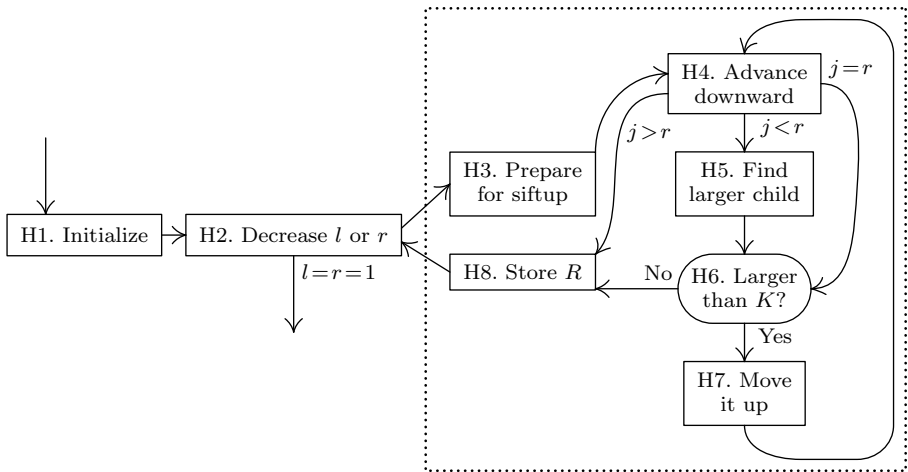 H1. Initialize
H2. Decrease l or r
l=r=1
H3. Prepare
for siftup
H4. Advance
downward
j=r
j>r
j<r
H5. Find
larger child
H6. Larger
than K?
No
Yes
H8. Store R
H7. Move
it up